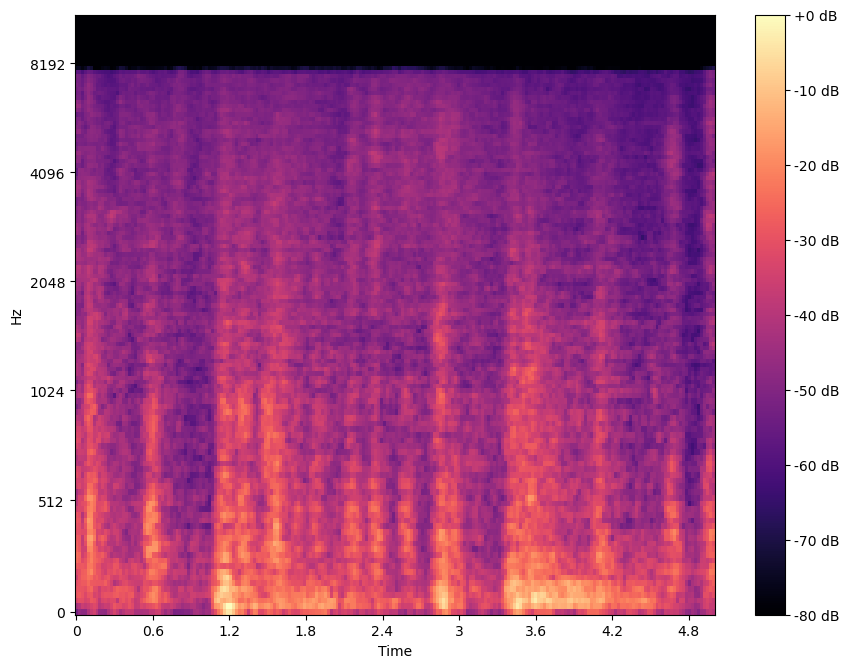 +0 dB
8192
-10 dB
4096
-20 dB
-30 dB
2048
Hz
-40 dB
1024
-50 dB
-60 dB
512
-70 dB
0
-80 dB
0 0.6 1.2 1.8 2.4 3 3.6 4.2 4.8
Time